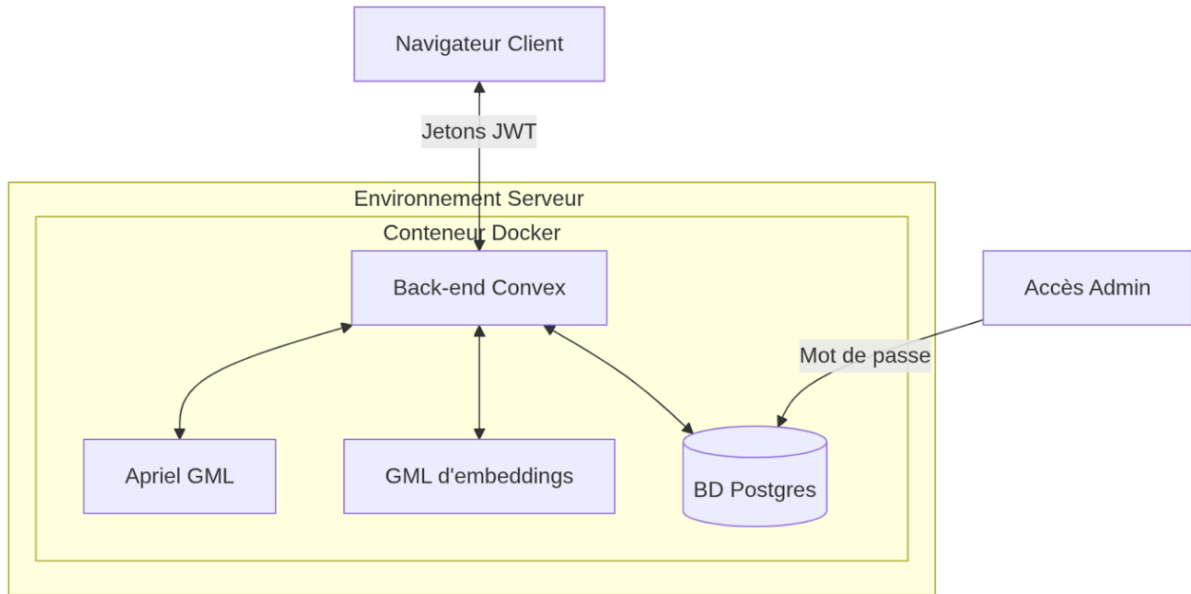 Navigateur Client
Jetons JWT
Environnement Serveur
Conteneur Docker
Back-end Convex
Accès Admin
Mot de passe
Apriel GML
GML d'embeddings
BD Postgres